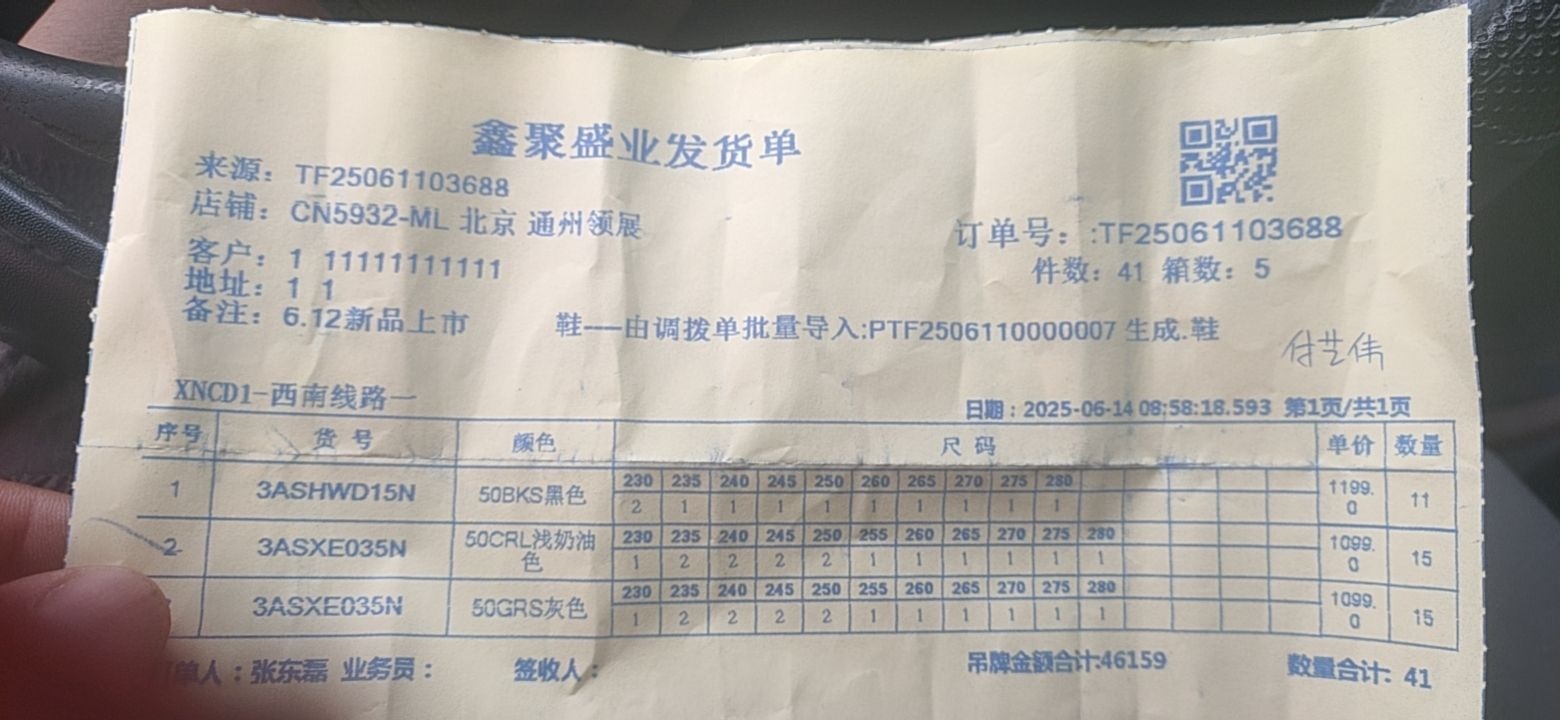 鑫聚盛业发货单
来源：TF25061103688
店铺：CN5932-ML 北京 通州领展
订单号：:TF25061103688
客户：1 11111111111
件数：41 箱数：5
地址：1 1
备注：6.12新品上市 鞋----由调拨单批量导入:PTF2506110000007 生成.鞋
付艺伟
XNCD1-西南线路一
日期：2025-06-14 08:58:18.593 第1页/共1页
序号 货号 颜色 尺码 单价 数量
230 235 240 245 250 260 265 270 275 280
1 3ASHWD15N 50BKS黑色 1199.0 11
2 1 1 1 1 1 1 1 1 1
230 235 240 245 250 255 260 265 270 275 280
2 3ASXE035N 50CRL浅奶油色 1099.0 15
1 2 2 2 2 1 1 1 1 1 1
230 235 240 245 250 255 260 265 270 275 280
3ASXE035N 50GRS灰色 1099.0 15
1 2 2 2 2 1 1 1 1 1 1
单人：张东磊 业务员： 签收人： 吊牌金额合计:46159 数量合计：41